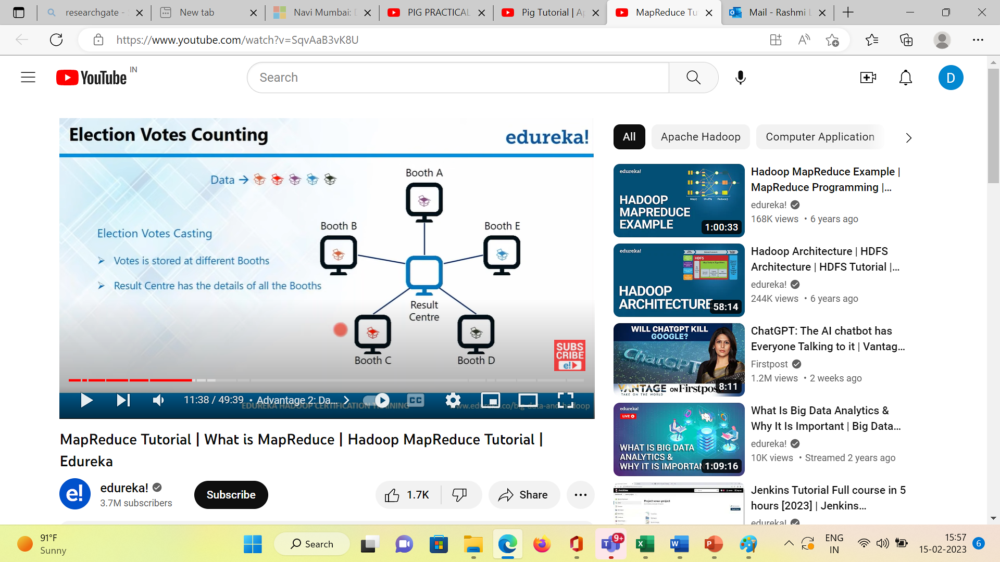 researchgate -
New tab
Navi Mumbai:
PIG PRACTICAL
Pig Tutorial | A
MapReduce Tu
Mail - Rashmi
https://www.youtube.com/watch?v=SqvAaB3vK8U
YouTube IN
Search
D
Election Votes Counting
edureka!
Data →
Booth A
Booth B
Booth E
Election Votes Casting
➢ Votes is stored at different Booths
➢ Result Centre has the details of all the Booths
Result
Centre
Booth C
Booth D
SUBS
CRIBE
e!
11:38 / 49:39 • Advantage 2: Da...
CC
EDUREKA HADOOP CERTIFICATION TRAINING
www.edureka.co/big-data-and-hadoop
MapReduce Tutorial | What is MapReduce | Hadoop MapReduce Tutorial |
Edureka
e!
edureka!
3.7M subscribers
Subscribe
1.7K
Share
All
Apache Hadoop
Computer Application
edureka!
HADOOP
MAPREDUCE
EXAMPLE
Map() Shuffle Reduce()
1:00:33
Hadoop MapReduce Example |
MapReduce Programming |...
edureka!
168K views • 6 years ago
edureka!
HDFS
HADOOP
ARCHITECTURE
58:14
Hadoop Architecture | HDFS
Architecture | HDFS Tutorial |...
edureka!
244K views • 6 years ago
WILL CHATGPT KILL
GOOGLE?
ChatGPT
VANTAGE ON Firstpost
TAKE ON THE WORLD
8:11
ChatGPT: The AI chatbot has
Everyone Talking to it | Vantag...
Firstpost
1.2M views • 2 weeks ago
edureka!
LIVE
WHAT IS BIG DATA
ANALYTICS &
WHY IT IS IMPORTAN
1:09:16
What Is Big Data Analytics &
Why It Is Important | Big Data...
edureka!
10K views • Streamed 2 years ago
Jenkins
Project sonar-project
Jenkins Tutorial Full course in 5
hours [2023] | Jenkins...
edureka!
91°F
Sunny
Search
9+
ENG
IN
15:57
15-02-2023
6